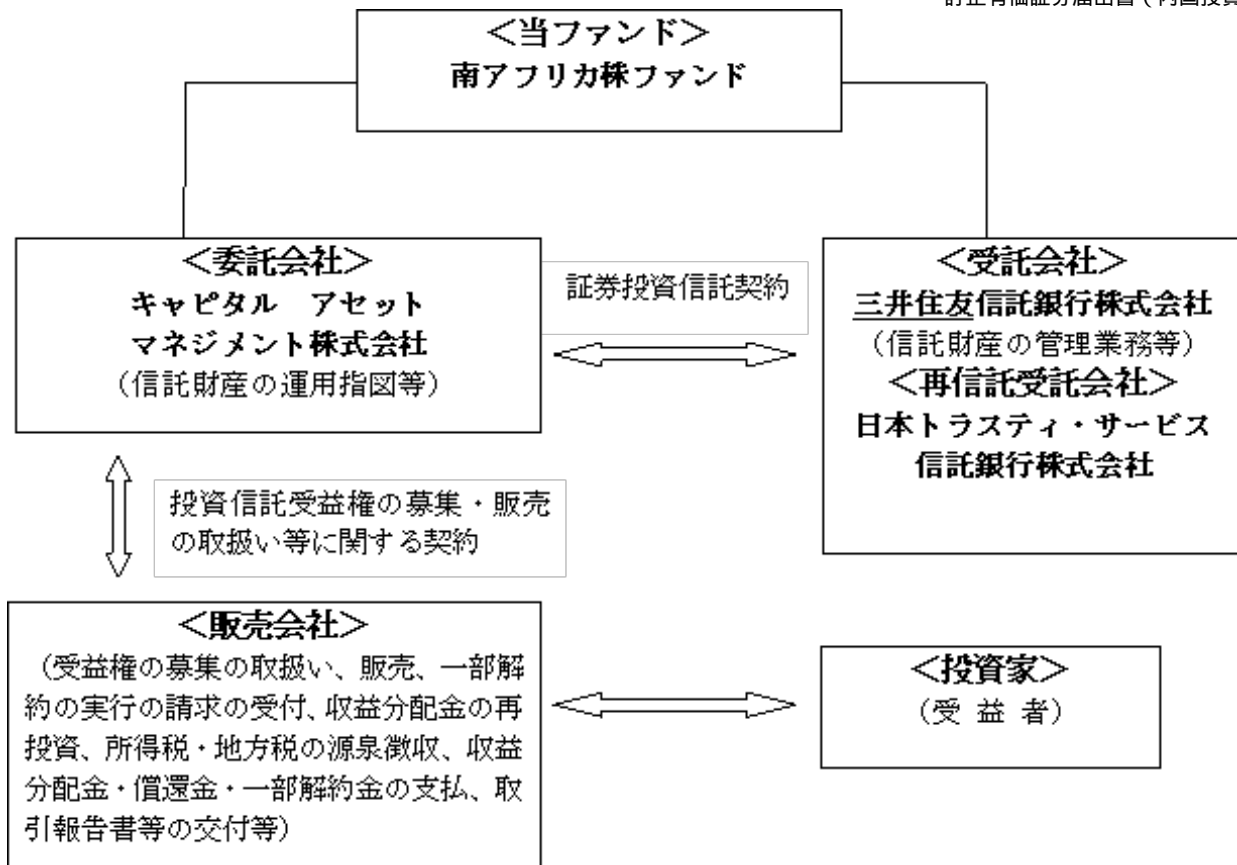 訂正有価証券届出書(内国投資
＜当ファンド＞
南アフリカ株ファンド
＜委託会社＞
キャピタル　アセット
マネジメント株式会社
（信託財産の運用指図等）
証券投資信託契約
＜受託会社＞
三井住友信託銀行株式会社
（信託財産の管理業務等）
＜再信託受託会社＞
日本トラスティ・サービス
信託銀行株式会社
投資信託受益権の募集・販売
の取扱い等に関する契約
＜販売会社＞
（受益権の募集の取扱い、販売、一部解
約の実行の請求の受付、収益分配金の再
投資、所得税・地方税の源泉徴収、収益
分配金・償還金・一部解約金の支払、取
引報告書等の交付等）
＜投資家＞
（受 益 者）